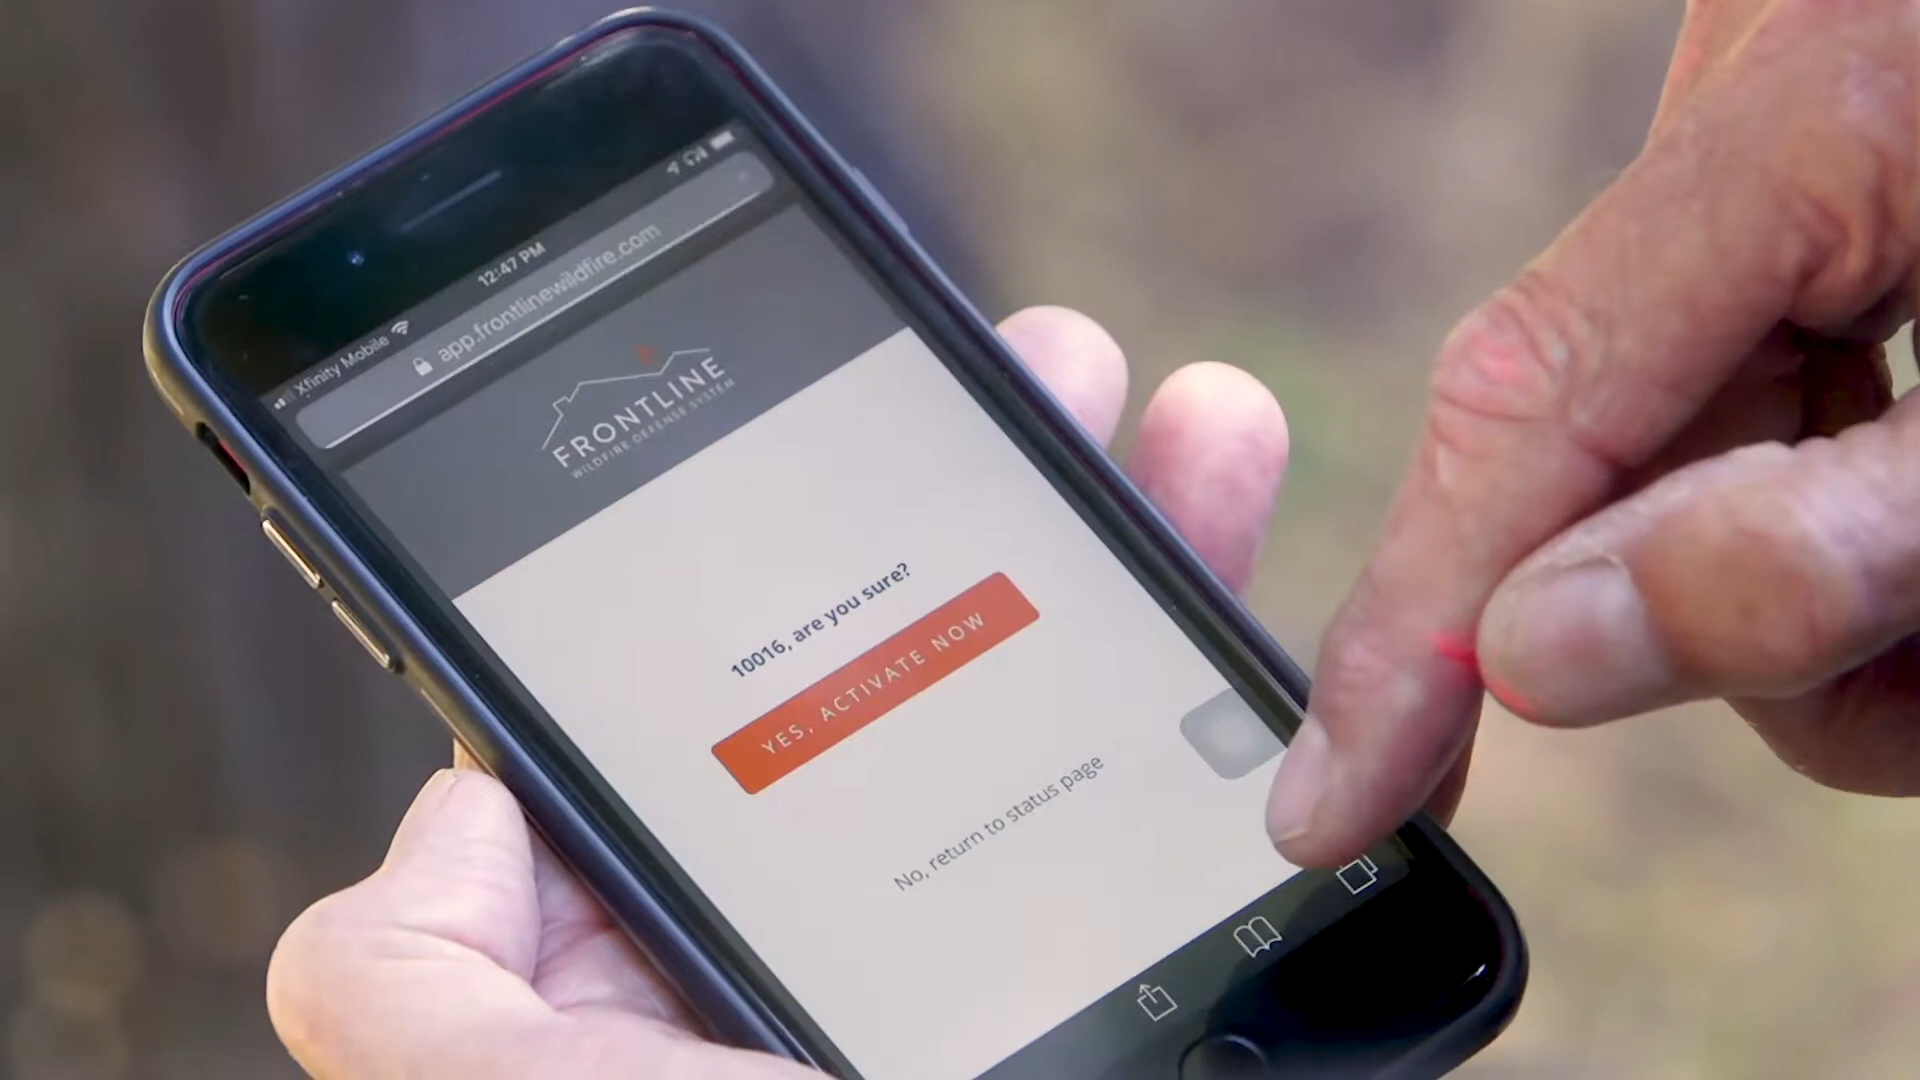 Xfinity Mobile 12:47 PM
app.frontlinewildfire.com
FRONTLINE
WILDFIRE DEFENSE SYSTEM
10016, are you sure?
YES, ACTIVATE NOW
No, return to status page